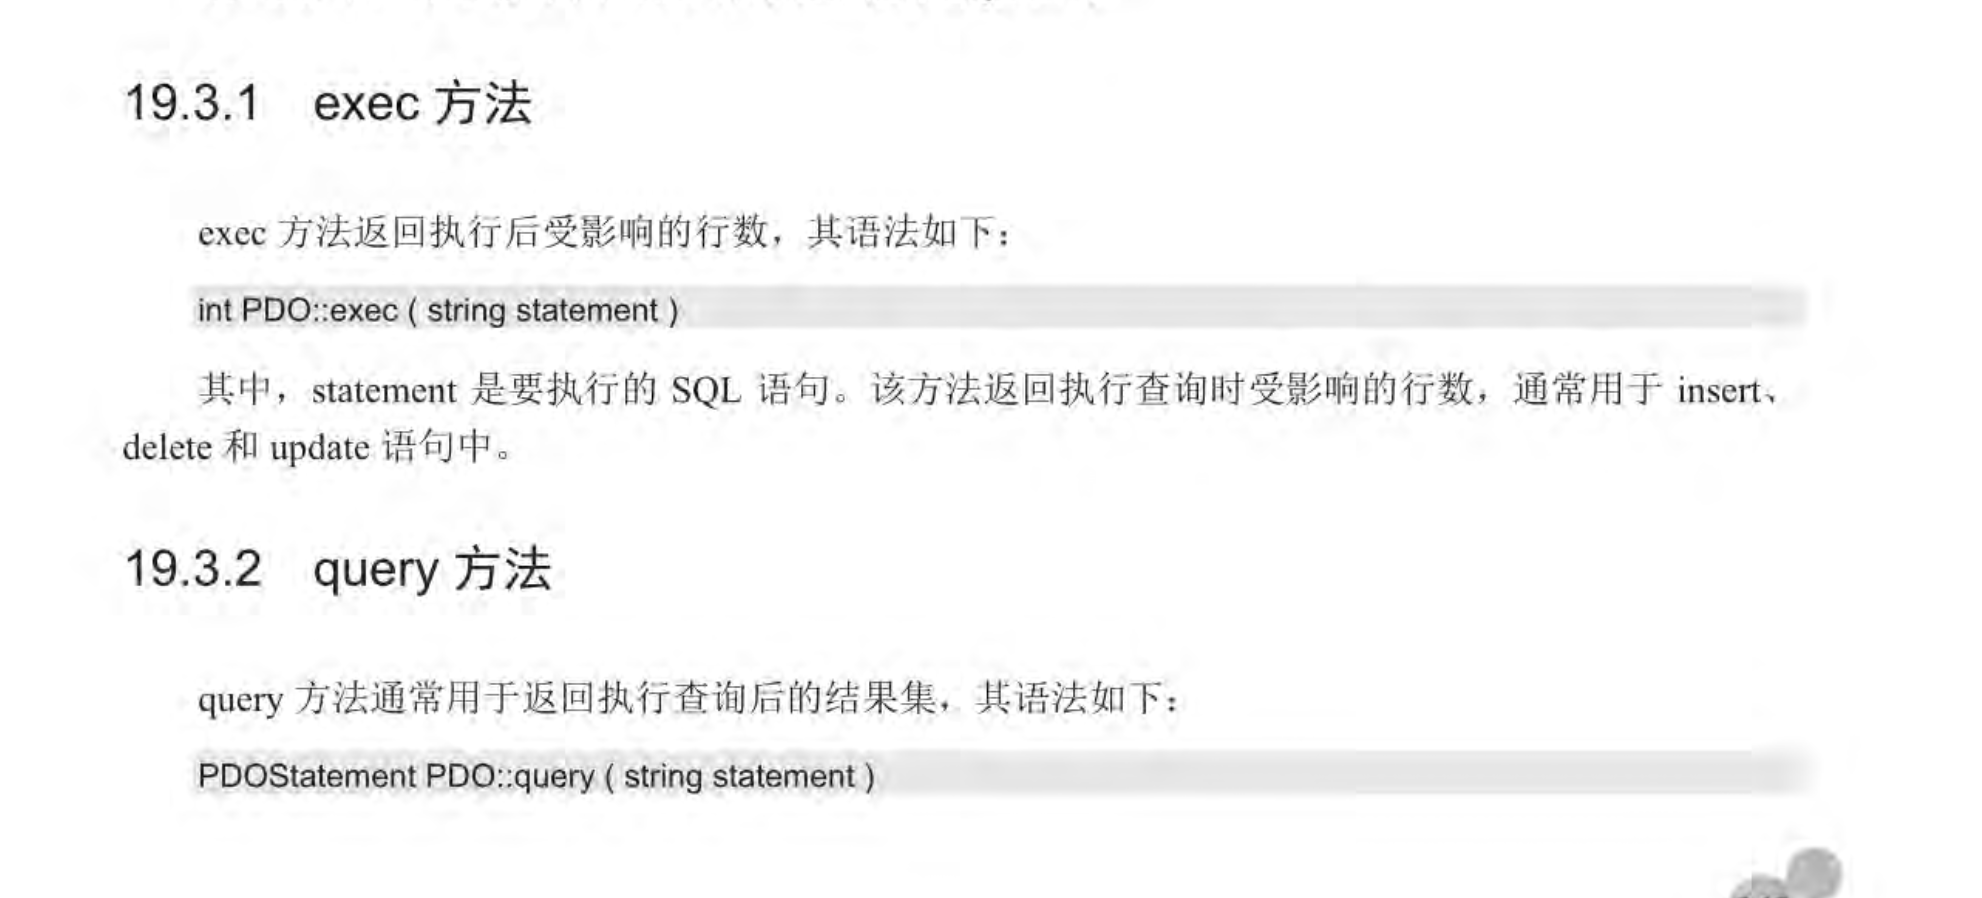 19.3.1 exec 方法
exec 方法返回执行后受影响的行数，其语法如下：
int PDO::exec ( string statement )
其中，statement 是要执行的 SQL 语句。该方法返回执行查询时受影响的行数，通常用于 insert、
delete 和 update 语句中。
19.3.2 query 方法
query 方法通常用于返回执行查询后的结果集，其语法如下：
PDOStatement PDO::query ( string statement )